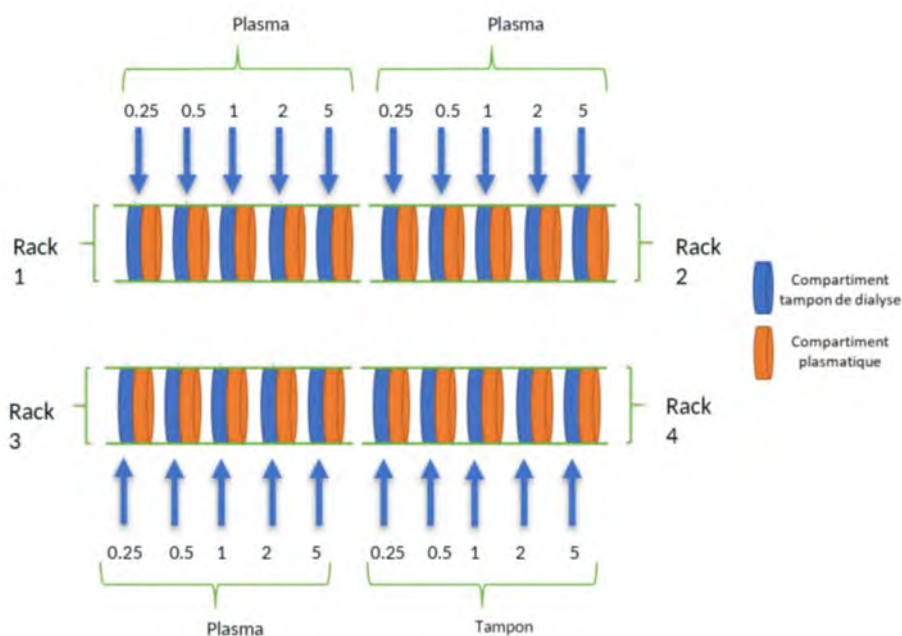 Plasma
Plasma
0.25 0.5 1 2 5
0.25 0.5 1 2 5
Rack
1
Rack
2
Compartiment
tampon de dialyse
Compartiment
plasmatique
Rack
3
Rack
4
0.25 0.5 1 2 5
0.25 0.5 1 2 5
Plasma
Tampon